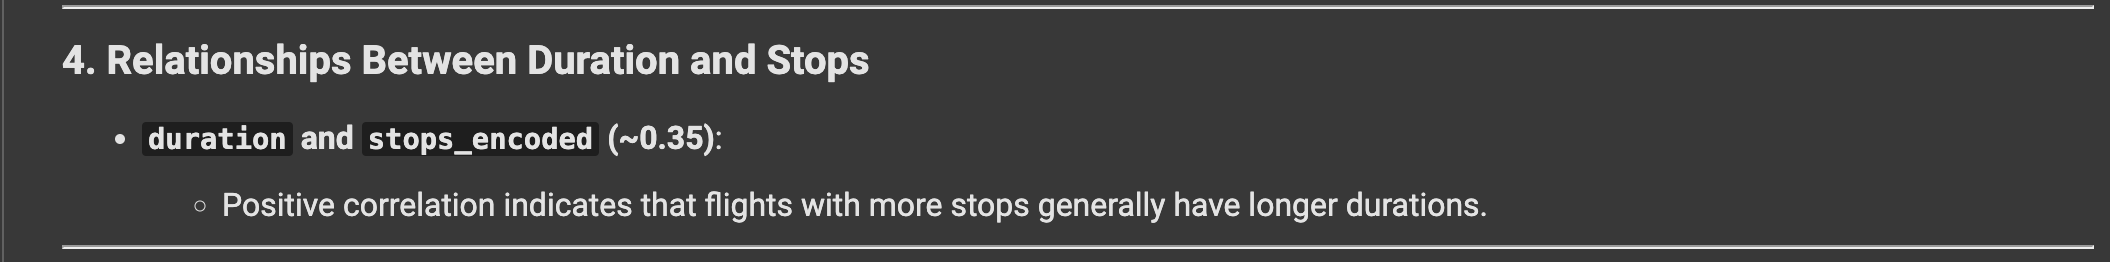 4. Relationships Between Duration and Stops
• duration and stops_encoded (~0.35):
○ Positive correlation indicates that flights with more stops generally have longer durations.